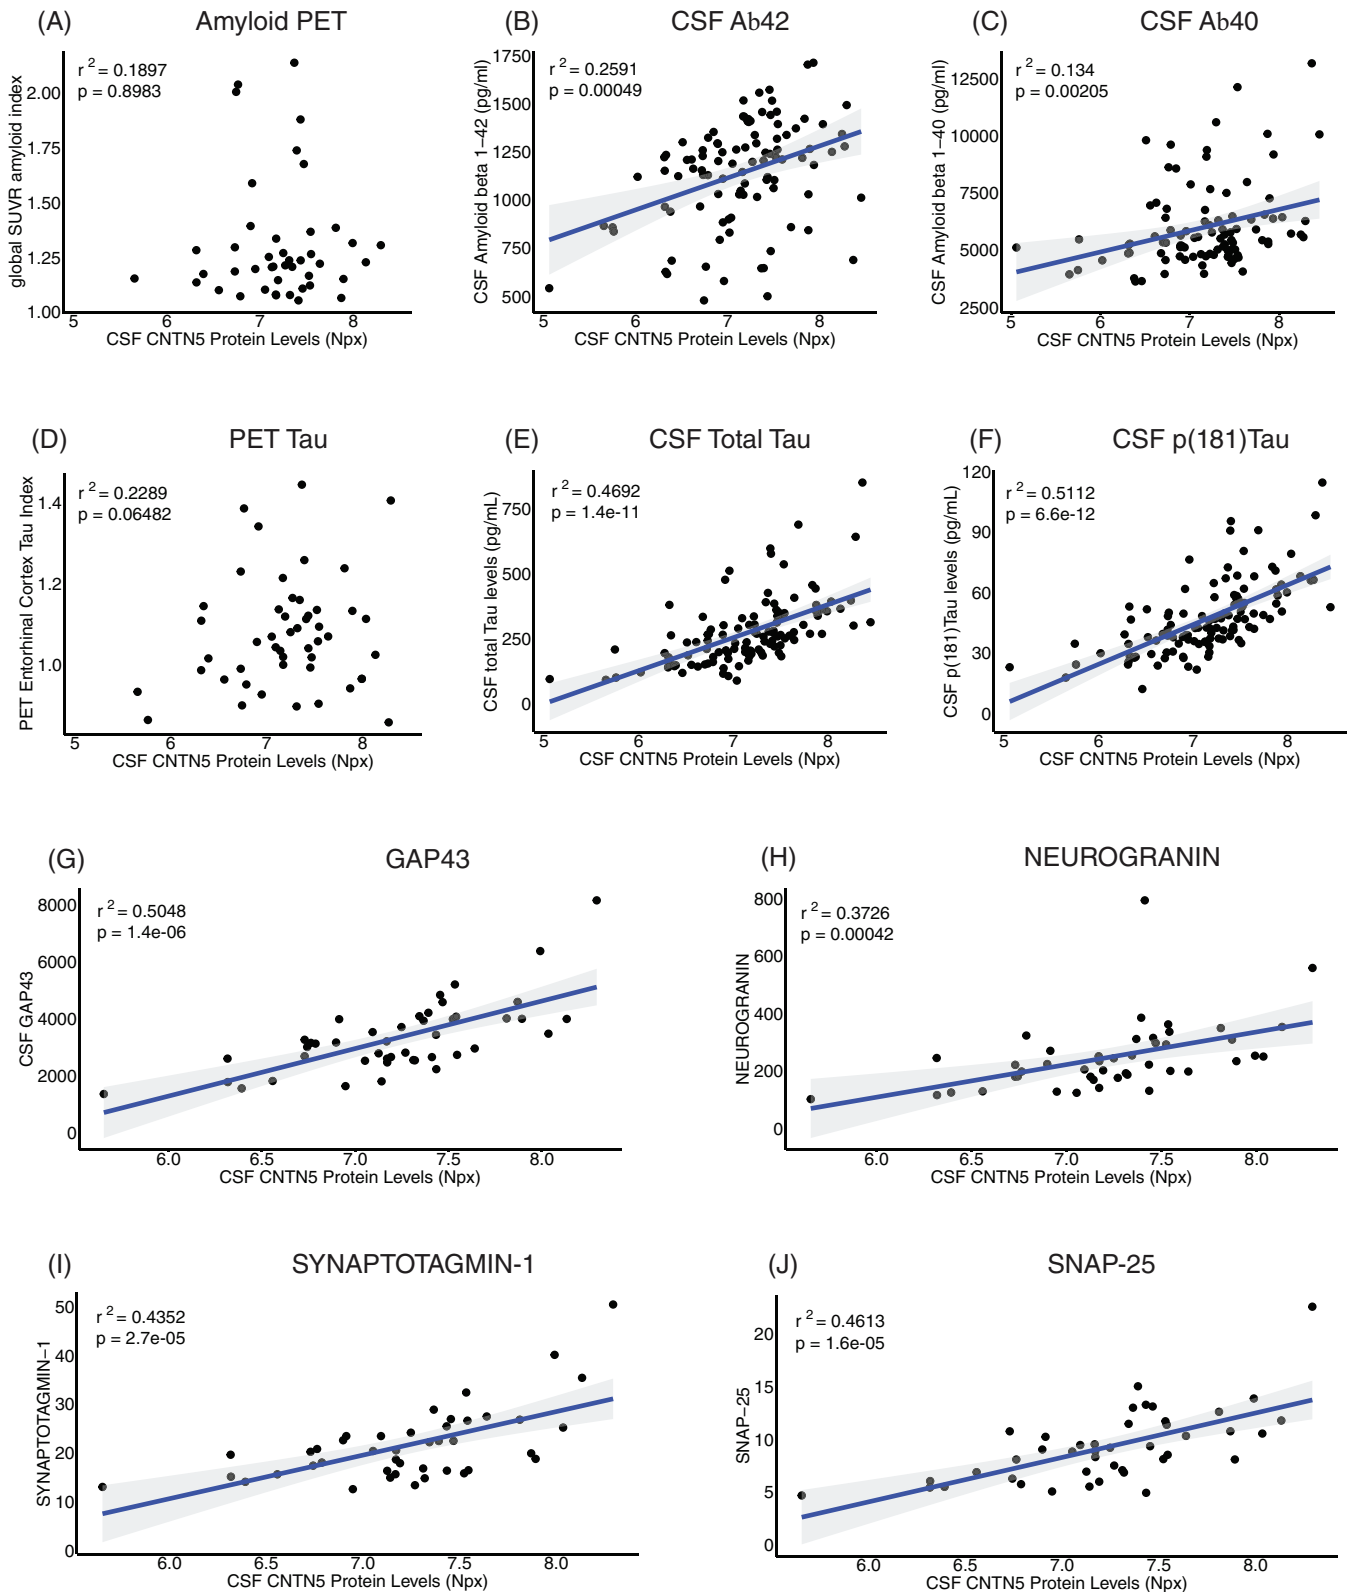 (A) Amyloid PET
r 2 = 0.1897
p = 0.8983
global SUVR amyloid index
2.00
1.75
1.50
1.25
1.00
5 6 7 8
CSF CNTN5 Protein Levels (Npx)
(B) CSF Ab42
r 2 = 0.2591
p = 0.00049
CSF Amyloid beta 1−42 (pg/ml)
1750
1500
1250
1000
750
500
5 6 7 8
CSF CNTN5 Protein Levels (Npx)
(C) CSF Ab40
r 2 = 0.134
p = 0.00205
CSF Amyloid beta 1−40 (pg/ml)
12500
10000
7500
5000
2500
5 6 7 8
CSF CNTN5 Protein Levels (Npx)
(D) PET Tau
r 2 = 0.2289
p = 0.06482
PET Entorhinal Cortex Tau Index
1.4
1.2
1.0
5 6 7 8
CSF CNTN5 Protein Levels (Npx)
(E) CSF Total Tau
r 2 = 0.4692
p = 1.4e-11
CSF total Tau levels (pg/mL)
750
500
250
0
5 6 7 8
CSF CNTN5 Protein Levels (Npx)
(F) CSF p(181)Tau
r 2 = 0.5112
p = 6.6e-12
CSF p(181)Tau levels (pg/mL)
120
90
60
30
0
5 6 7 8
CSF CNTN5 Protein Levels (Npx)
(G) GAP43
r 2 = 0.5048
p = 1.4e-06
CSF GAP43
8000
6000
4000
2000
0
6.0 6.5 7.0 7.5 8.0
CSF CNTN5 Protein Levels (Npx)
(H) NEUROGRANIN
r 2 = 0.3726
p = 0.00042
NEUROGRANIN
800
600
400
200
0
6.0 6.5 7.0 7.5 8.0
CSF CNTN5 Protein Levels (Npx)
(I) SYNAPTOTAGMIN-1
r 2 = 0.4352
p = 2.7e-05
SYNAPTOTAGMIN−1
50
40
30
20
10
0
6.0 6.5 7.0 7.5 8.0
CSF CNTN5 Protein Levels (Npx)
(J) SNAP-25
r 2 = 0.4613
p = 1.6e-05
SNAP−25
20
15
10
5
0
6.0 6.5 7.0 7.5 8.0
CSF CNTN5 Protein Levels (Npx)